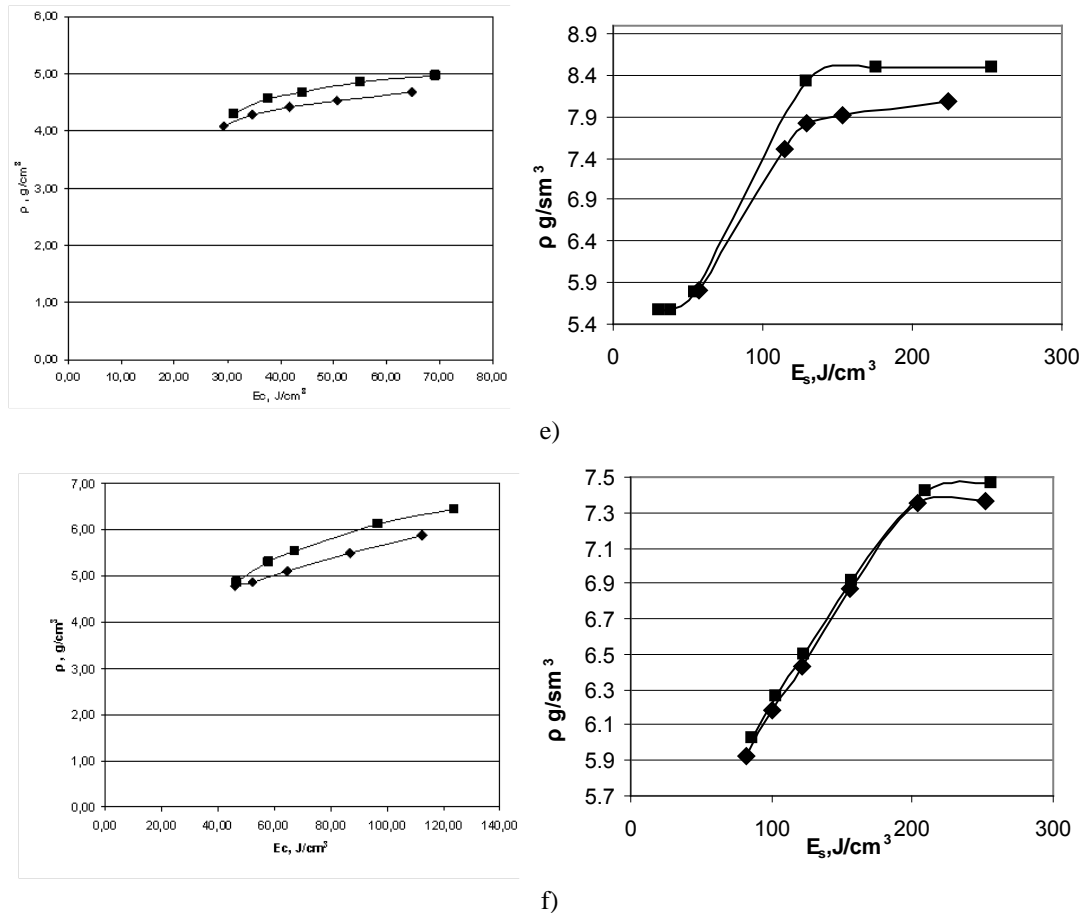 6,00
5,00
4,00
3,00
2,00
1,00
0,00
ρ , g/cm³
0,00 10,00 20,00 30,00 40,00 50,00 60,00 70,00 80,00
Ec, J/cm³
8.9
8.4
7.9
7.4
6.9
6.4
5.9
5.4
ρ g/sm³
0 100 200 300
Eₛ,J/cm³
e)
7,00
6,00
5,00
4,00
3,00
2,00
1,00
0,00
ρ , g/cm³
0,00 20,00 40,00 60,00 80,00 100,00 120,00 140,00
Ec, J/cm³
7.5
7.3
7.1
6.9
6.7
6.5
6.3
6.1
5.9
5.7
ρ g/sm³
0 100 200 300
Eₛ,J/cm³
f)